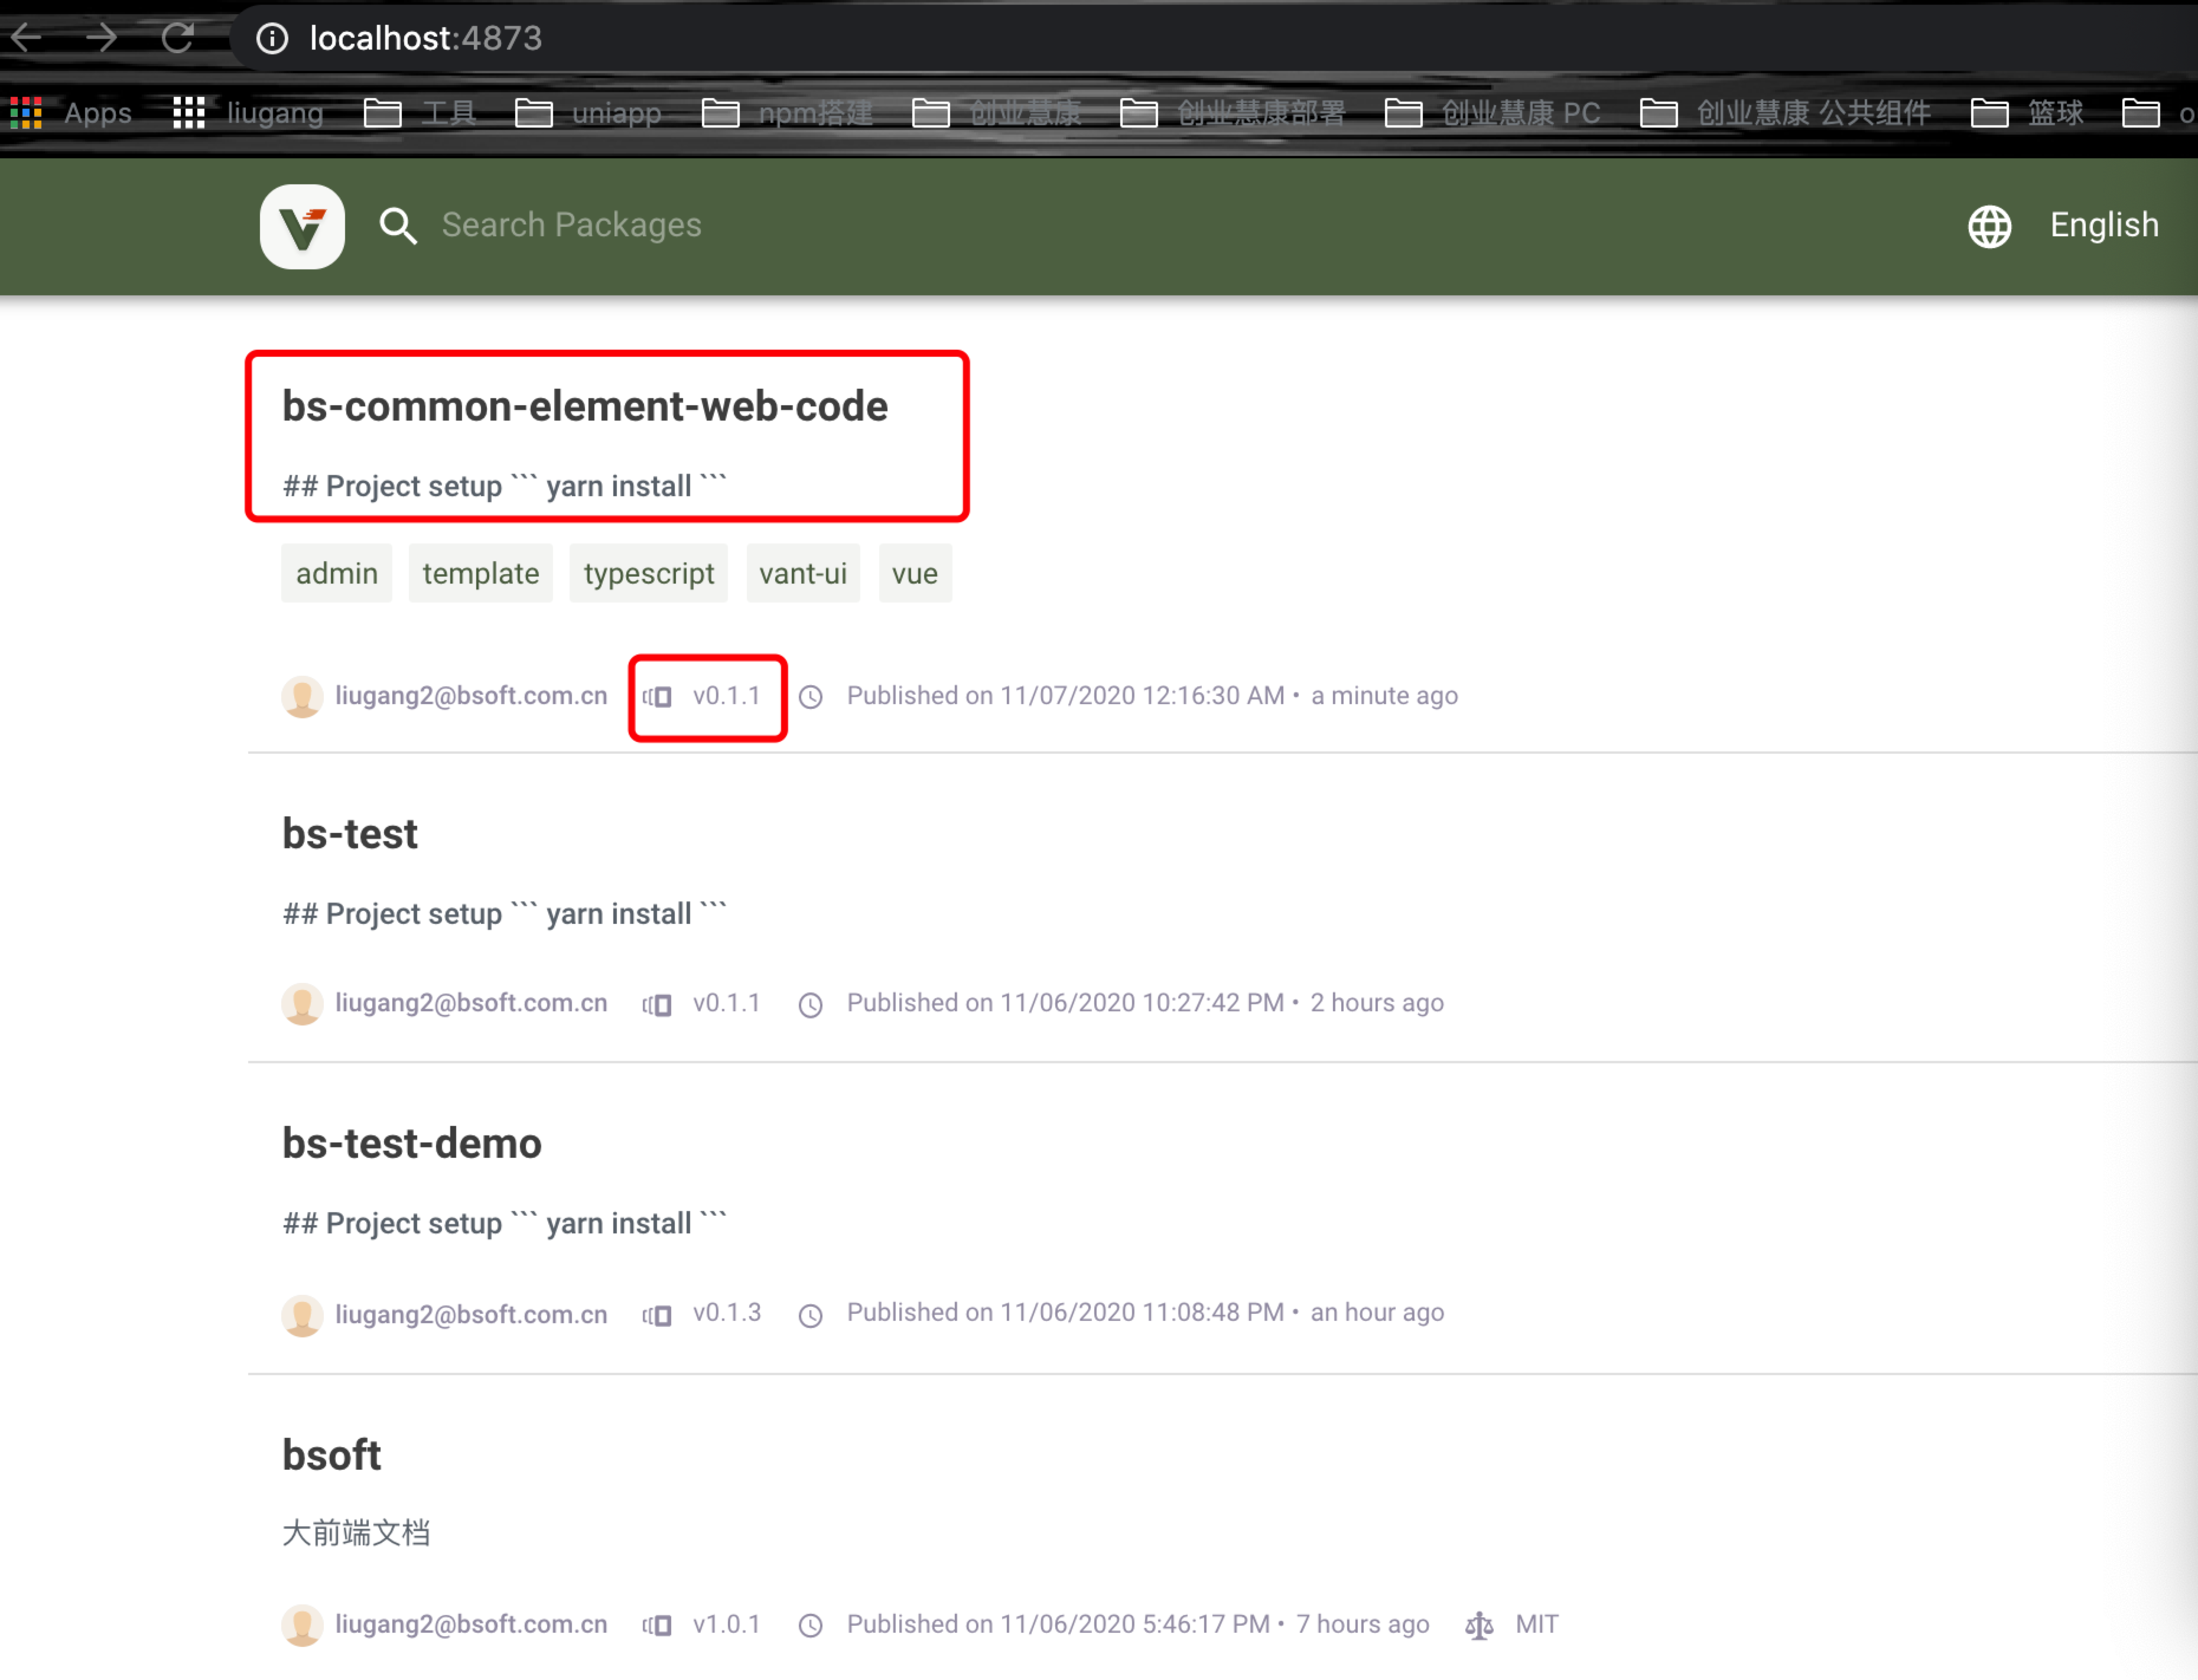 localhost:4873
Apps liugang 工具 uniapp npm搭建 创业慧康 创业慧康部署 创业慧康 PC 创业慧康 公共组件 篮球
Search Packages English
bs-common-element-web-code
## Project setup ``` yarn install ```
admin template typescript vant-ui vue
liugang2@bsoft.com.cn v0.1.1 Published on 11/07/2020 12:16:30 AM • a minute ago
bs-test
## Project setup ``` yarn install ```
liugang2@bsoft.com.cn v0.1.1 Published on 11/06/2020 10:27:42 PM • 2 hours ago
bs-test-demo
## Project setup ``` yarn install ```
liugang2@bsoft.com.cn v0.1.3 Published on 11/06/2020 11:08:48 PM • an hour ago
bsoft
大前端文档
liugang2@bsoft.com.cn v1.0.1 Published on 11/06/2020 5:46:17 PM • 7 hours ago MIT